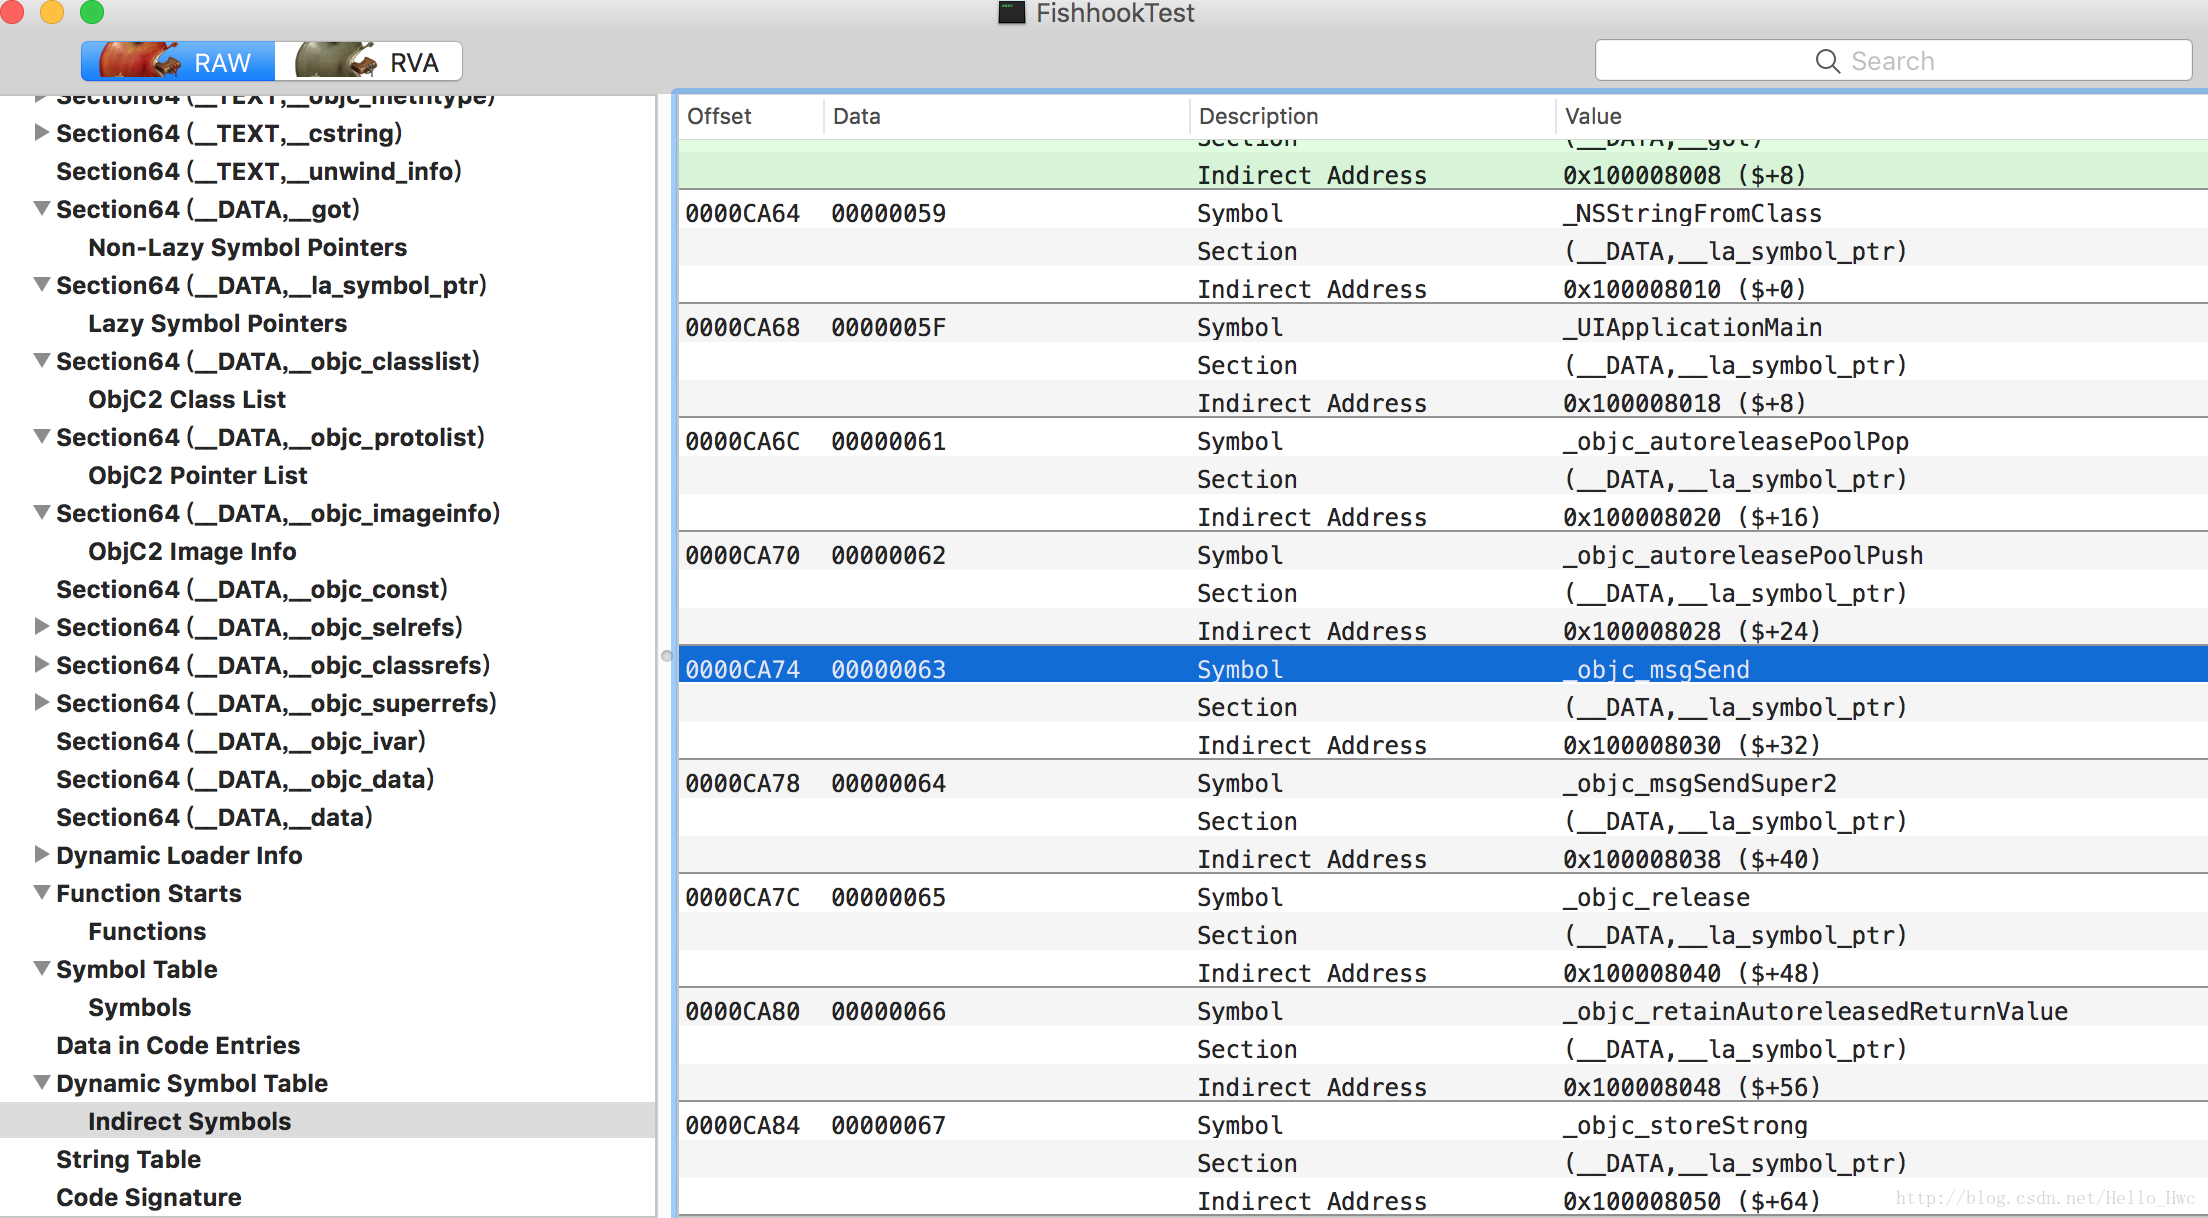 FishhookTest
RAW
RVA
Search
Section64 (__TEXT,__objc_methtype)
Section64 (__TEXT,__cstring)
Section64 (__TEXT,__unwind_info)
Section64 (__DATA,__got)
Non-Lazy Symbol Pointers
Section64 (__DATA,__la_symbol_ptr)
Lazy Symbol Pointers
Section64 (__DATA,__objc_classlist)
ObjC2 Class List
Section64 (__DATA,__objc_protolist)
ObjC2 Pointer List
Section64 (__DATA,__objc_imageinfo)
ObjC2 Image Info
Section64 (__DATA,__objc_const)
Section64 (__DATA,__objc_selrefs)
Section64 (__DATA,__objc_classrefs)
Section64 (__DATA,__objc_superrefs)
Section64 (__DATA,__objc_ivar)
Section64 (__DATA,__objc_data)
Section64 (__DATA,__data)
Dynamic Loader Info
Function Starts
Functions
Symbol Table
Symbols
Data in Code Entries
Dynamic Symbol Table
Indirect Symbols
String Table
Code Signature
Offset Data Description Value
Section (__DATA,__got)
Indirect Address 0x100008008 ($+8)
0000CA64 00000059 Symbol _NSStringFromClass
Section (__DATA,__la_symbol_ptr)
Indirect Address 0x100008010 ($+0)
0000CA68 0000005F Symbol _UIApplicationMain
Section (__DATA,__la_symbol_ptr)
Indirect Address 0x100008018 ($+8)
0000CA6C 00000061 Symbol _objc_autoreleasePoolPop
Section (__DATA,__la_symbol_ptr)
Indirect Address 0x100008020 ($+16)
0000CA70 00000062 Symbol _objc_autoreleasePoolPush
Section (__DATA,__la_symbol_ptr)
Indirect Address 0x100008028 ($+24)
0000CA74 00000063 Symbol _objc_msgSend
Section (__DATA,__la_symbol_ptr)
Indirect Address 0x100008030 ($+32)
0000CA78 00000064 Symbol _objc_msgSendSuper2
Section (__DATA,__la_symbol_ptr)
Indirect Address 0x100008038 ($+40)
0000CA7C 00000065 Symbol _objc_release
Section (__DATA,__la_symbol_ptr)
Indirect Address 0x100008040 ($+48)
0000CA80 00000066 Symbol _objc_retainAutoreleasedReturnValue
Section (__DATA,__la_symbol_ptr)
Indirect Address 0x100008048 ($+56)
0000CA84 00000067 Symbol _objc_storeStrong
Section (__DATA,__la_symbol_ptr)
Indirect Address 0x100008050 ($+64)
http://blog.csdn.net/Hello_Hwc